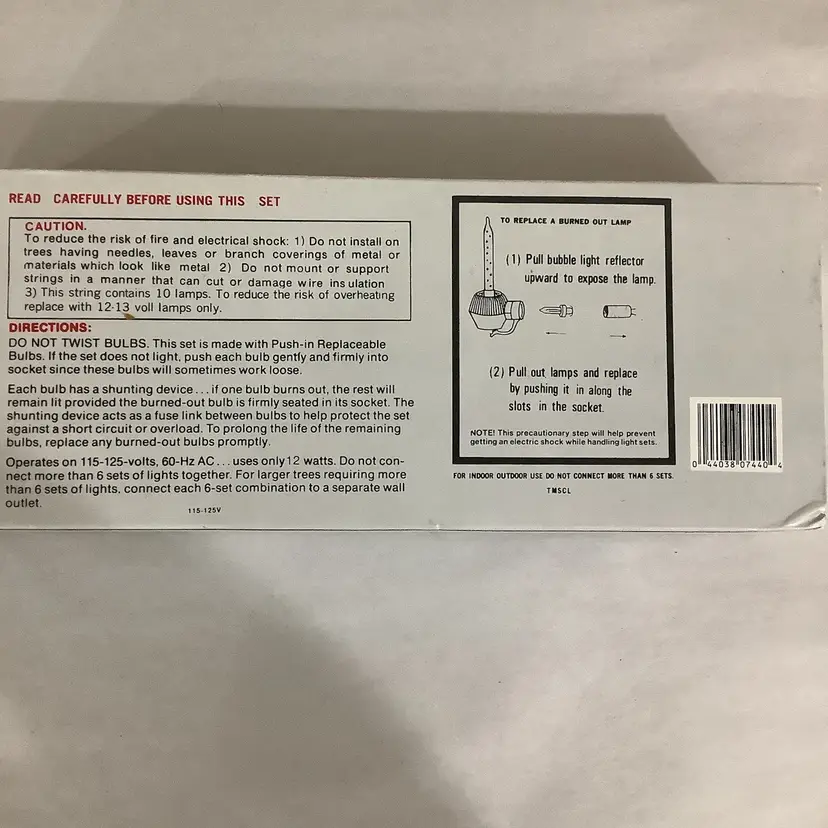 READ CAREFULLY BEFORE USING THIS SET
CAUTION.
To reduce the risk of fire and electrical shock: 1) Do not install on
trees having needles, leaves or branch coverings of metal or
materials which look like metal 2) Do not mount or support
strings in a manner that can cut or damage wire insulation
3) This string contains 10 lamps. To reduce the risk of overheating
replace with 12-13 voll lamps only.
DIRECTIONS:
DO NOT TWIST BULBS. This set is made with Push-in Replaceable
Bulbs. If the set does not light, push each bulb gently and firmly into
socket since these bulbs will sometimes work loose.
Each bulb has a shunting device... if one bulb burns out, the rest will
remain lit provided the burned-out bulb is firmly seated in its socket. The
shunting device acts as a fuse link between bulbs to help protect the set
against a short circuit or overload. To prolong the life of the remaining
bulbs, replace any burned-out bulbs promptly.
Operates on 115-125-volts, 60-Hz AC... uses only 12 watts. Do not con-
nect more than 6 sets of lights together. For larger trees requiring more
than 6 sets of lights, connect each 6-set combination to a separate wall
outlet.
115-125V
TO REPLACE A BURNED OUT LAMP
(1) Pull bubble light reflector
upward to expose the lamp.
(2) Pull out lamps and replace
by pushing it in along the
slots in the socket.
NOTE! This precautionary step will help prevent
getting an electric shock while handling light sets.
FOR INDOOR OUTDOOR USE DO NOT CONNECT MORE THAN 6 SETS.
TMSCL
0 44038 07440 4